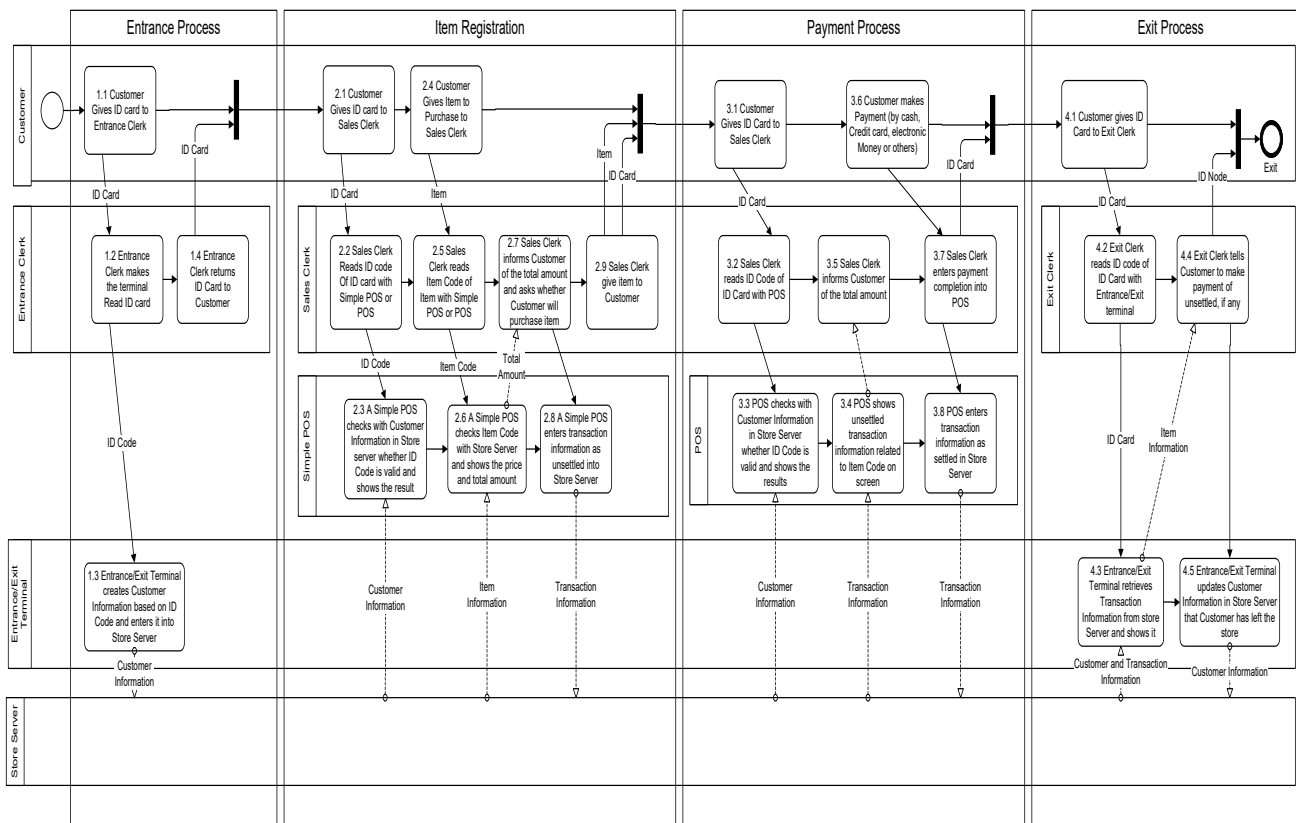 Entrance Process
Item Registration
Payment Process
Exit Process
Customer
1.1 Customer
Gives ID card to
Entrance Clerk
ID Card
2.1 Customer
Gives ID card to
Sales Clerk
2.4 Customer
Gives Item to
Purchase to
Sales Clerk
Item
ID Card
3.1 Customer
Gives ID Card to
Sales Clerk
3.6 Customer makes
Payment (by cash,
Credit card, electronic
Money or others)
ID Card
4.1 Customer gives ID
Card to Exit Clerk
ID Node
Exit
ID Card
ID Card
Item
ID Card
ID Card
Entrance Clerk
1.2 Entrance
Clerk makes
the terminal
Read ID card
1.4 Entrance
Clerk returns
ID Card to
Customer
Sales Clerk
2.2 Sales Clerk
Reads ID code
Of ID card with
Simple POS or
POS
2.5 Sales
Clerk reads
Item Code of
Item with Simple
POS or POS
2.7 Sales Clerk
informs Customer
of the total amount
and asks whether
Customer will
purchase item
2.9 Sales Clerk
give item to
Customer
3.2 Sales Clerk
reads ID Code of
ID Card with POS
3.5 Sales Clerk
informs Customer
of the total amount
3.7 Sales Clerk
enters payment
completion into
POS
Exit Clerk
4.2 Exit Clerk
reads ID code of
ID Card with
Entrance/Exit
terminal
4.4 Exit Clerk tells
Customer to make
payment of
unsettled, if any
ID Code
Item Code
Total
Amount
Simple POS
2.3 A Simple POS
checks with Customer
Information in Store
server whether ID
Code is valid and
shows the result
2.6 A Simple POS
checks Item Code
with Store Server
and shows the price
and total amount
2.8 A Simple POS
enters transaction
information as
unsettled into
Store Server
POS
3.3 POS checks with
Customer Information
in Store Server
whether ID Code is
valid and shows the
results
3.4 POS shows
unsettled
transaction
information related
to Item Code on
screen
3.8 POS enters
transaction
information as
settled in Store
Server
ID Code
ID Card
Item
Information
Entrance/Exit
Terminal
1.3 Entrance/Exit Terminal
creates Customer
Information based on ID
Code and enters it into
Store Server
Customer
Information
Customer
Information
Item
Information
Transaction
Information
Customer
Information
Transaction
Information
Transaction
Information
4.3 Entrance/Exit
Terminal retrieves
Transaction
Information from store
Server and shows it
4.5 Entrance/Exit Terminal
updates Customer
Information in Store Server
that Customer has left the
store
Customer and Transaction
Information
Customer Information
Store Server